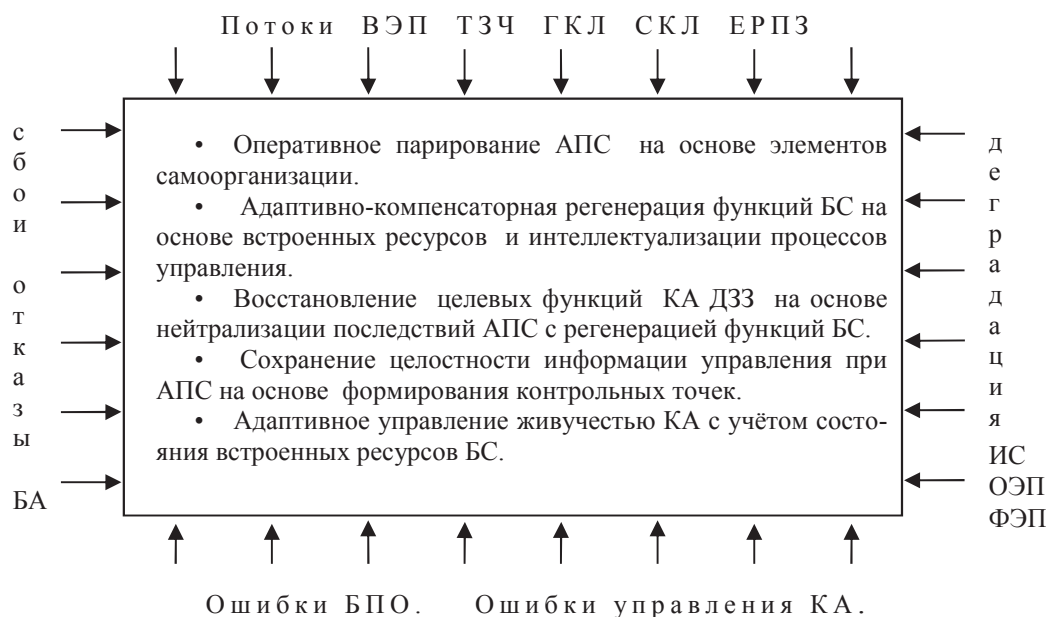 Потоки ВЭП ТЗЧ ГКЛ СКЛ ЕРПЗ
сбои отказы БА
• Оперативное парирование АПС на основе элементов
самоорганизации.
• Адаптивно-компенсаторная регенерация функций БС на
основе встроенных ресурсов и интеллектуализации процессов
управления.
• Восстановление целевых функций КА ДЗЗ на основе
нейтрализации последствий АПС с регенерацией функций БС.
• Сохранение целостности информации управления при
АПС на основе формирования контрольных точек.
• Адаптивное управление живучестью КА с учётом состо-
яния встроенных ресурсов БС.
деградация
ИС
ОЭП
ФЭП
Ошибки БПО. Ошибки управления КА.